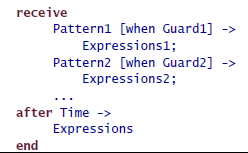 receive
Pattern1 [when Guard1] ->
Expressions1;
Pattern2 [when Guard2] ->
Expressions2;
...
after Time ->
Expressions
end